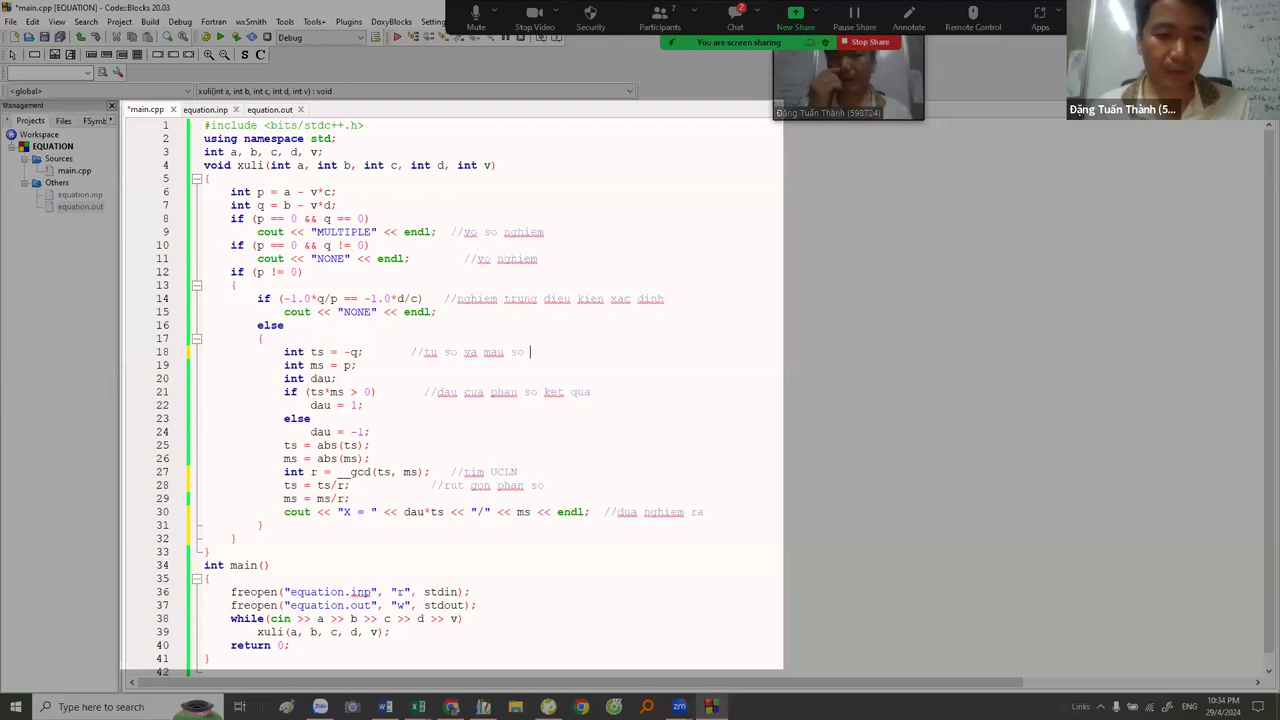 *main.cpp [EQUATION] - Code::Blocks 20.03
File Edit View Search Project Build Debug Fortran wxSmith Tools Tools+ Plugins DoxyBlocks Settings
Mute Stop Video Security Participants 7 Chat 2 New Share Pause Share Annotate Remote Control Apps
Debug
You are screen sharing Stop Share
S C
<global> xuli(int a, int b, int c, int d, int v) : void
Đặng Tuấn Thành (598724)
Đặng Tuấn Thành (5...
Management
*main.cpp equation.inp equation.out
Projects Files Symb
Workspace
EQUATION
Sources
main.cpp
Others
equation.inp
equation.out
1 #include <bits/stdc++.h>
2 using namespace std;
3 int a, b, c, d, v;
4 void xuli(int a, int b, int c, int d, int v)
5 {
6 int p = a - v*c;
7 int q = b - v*d;
8 if (p == 0 && q == 0)
9 cout << "MULTIPLE" << endl; //vo so nghiem
10 if (p == 0 && q != 0)
11 cout << "NONE" << endl; //vo nghiem
12 if (p != 0)
13 {
14 if (-1.0*q/p == -1.0*d/c) //nghiem trung dieu kien xac dinh
15 cout << "NONE" << endl;
16 else
17 {
18 int ts = -q; //tu so va mau so
19 int ms = p;
20 int dau;
21 if (ts*ms > 0) //dau cua phan so ket qua
22 dau = 1;
23 else
24 dau = -1;
25 ts = abs(ts);
26 ms = abs(ms);
27 int r = __gcd(ts, ms); //tim UCLN
28 ts = ts/r; //rut gon phan so
29 ms = ms/r;
30 cout << "X = " << dau*ts << "/" << ms << endl; //dua nghiem ra
31 }
32 }
33 }
34 int main()
35 {
36 freopen("equation.inp", "r", stdin);
37 freopen("equation.out", "w", stdout);
38 while(cin >> a >> b >> c >> d >> v)
39 xuli(a, b, c, d, v);
40 return 0;
41 }
42
Type here to search
Links ENG 10:34 PM
29/4/2024